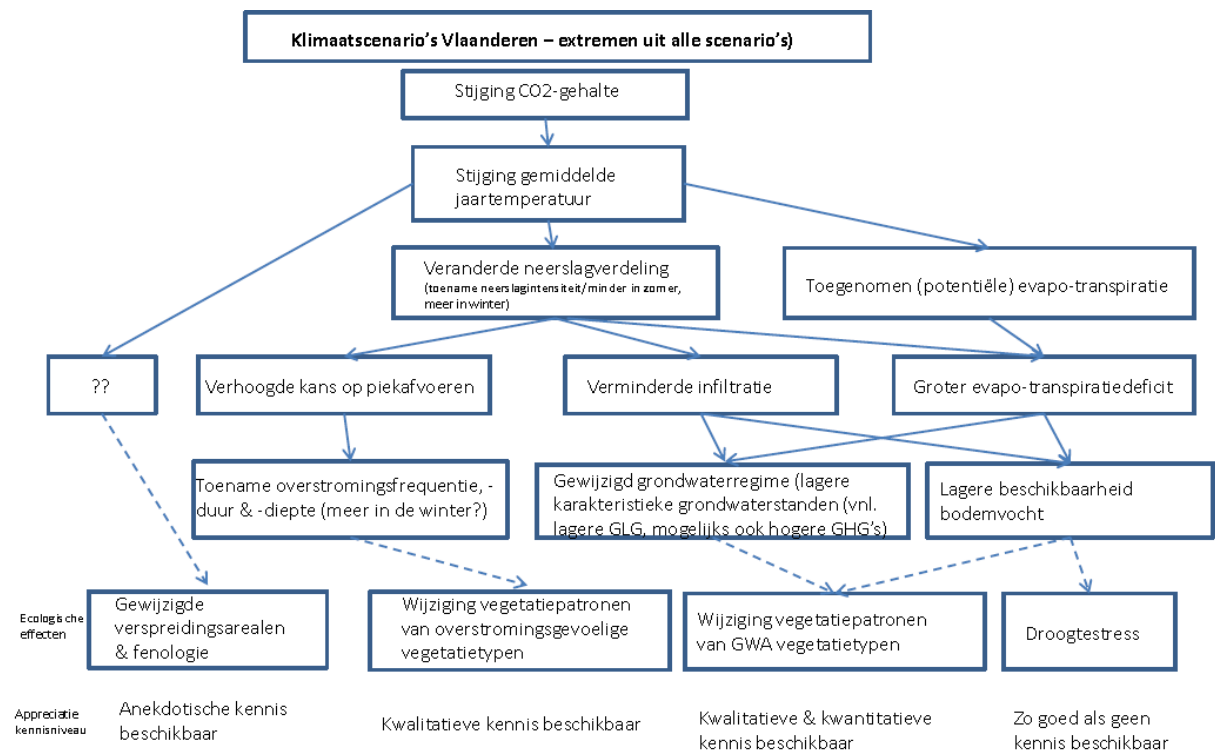 Klimaatscenario's Vlaanderen – extremen uit alle scenario's)
Stijging CO2-gehalte
Stijging gemiddelde
jaartemperatuur
Veranderde neerslagverdeling
(toename neerslagintensiteit/minder in zomer,
meer in winter)
Toegenomen (potentiële) evapo-transpiratie
??
Verhoogde kans op piekafvoeren
Verminderde infiltratie
Groter evapo-transpiratiedeficit
Toename overstromingsfrequentie, -
duur & -diepte (meer in de winter?)
Gewijzigd grondwaterregime (lagere
karakteristieke grondwaterstanden (vnl.
lagere GLG, mogelijks ook hogere GHG's)
Lagere beschikbaarheid
bodemvocht
Ecologische
effecten
Gewijzigde
verspreidingsarealen
& fenologie
Wijziging vegetatiepatronen
van overstromingsgevoelige
vegetatietypen
Wijziging vegetatiepatronen
van GWA vegetatietypen
Droogtestress
Appreciatie
kennisniveau
Anekdotische kennis
beschikbaar
Kwalitatieve kennis beschikbaar
Kwalitatieve & kwantitatieve
kennis beschikbaar
Zo goed als geen
kennis beschikbaar